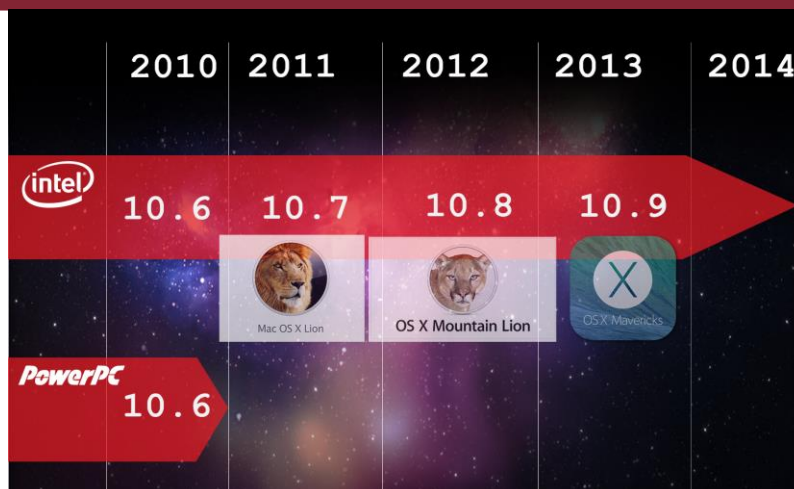 2010 2011 2012 2013 2014
intel
10.6 10.7 10.8 10.9
Mac OS X Lion
OS X Mountain Lion
X
OS X Mavericks
PowerPC
10.6